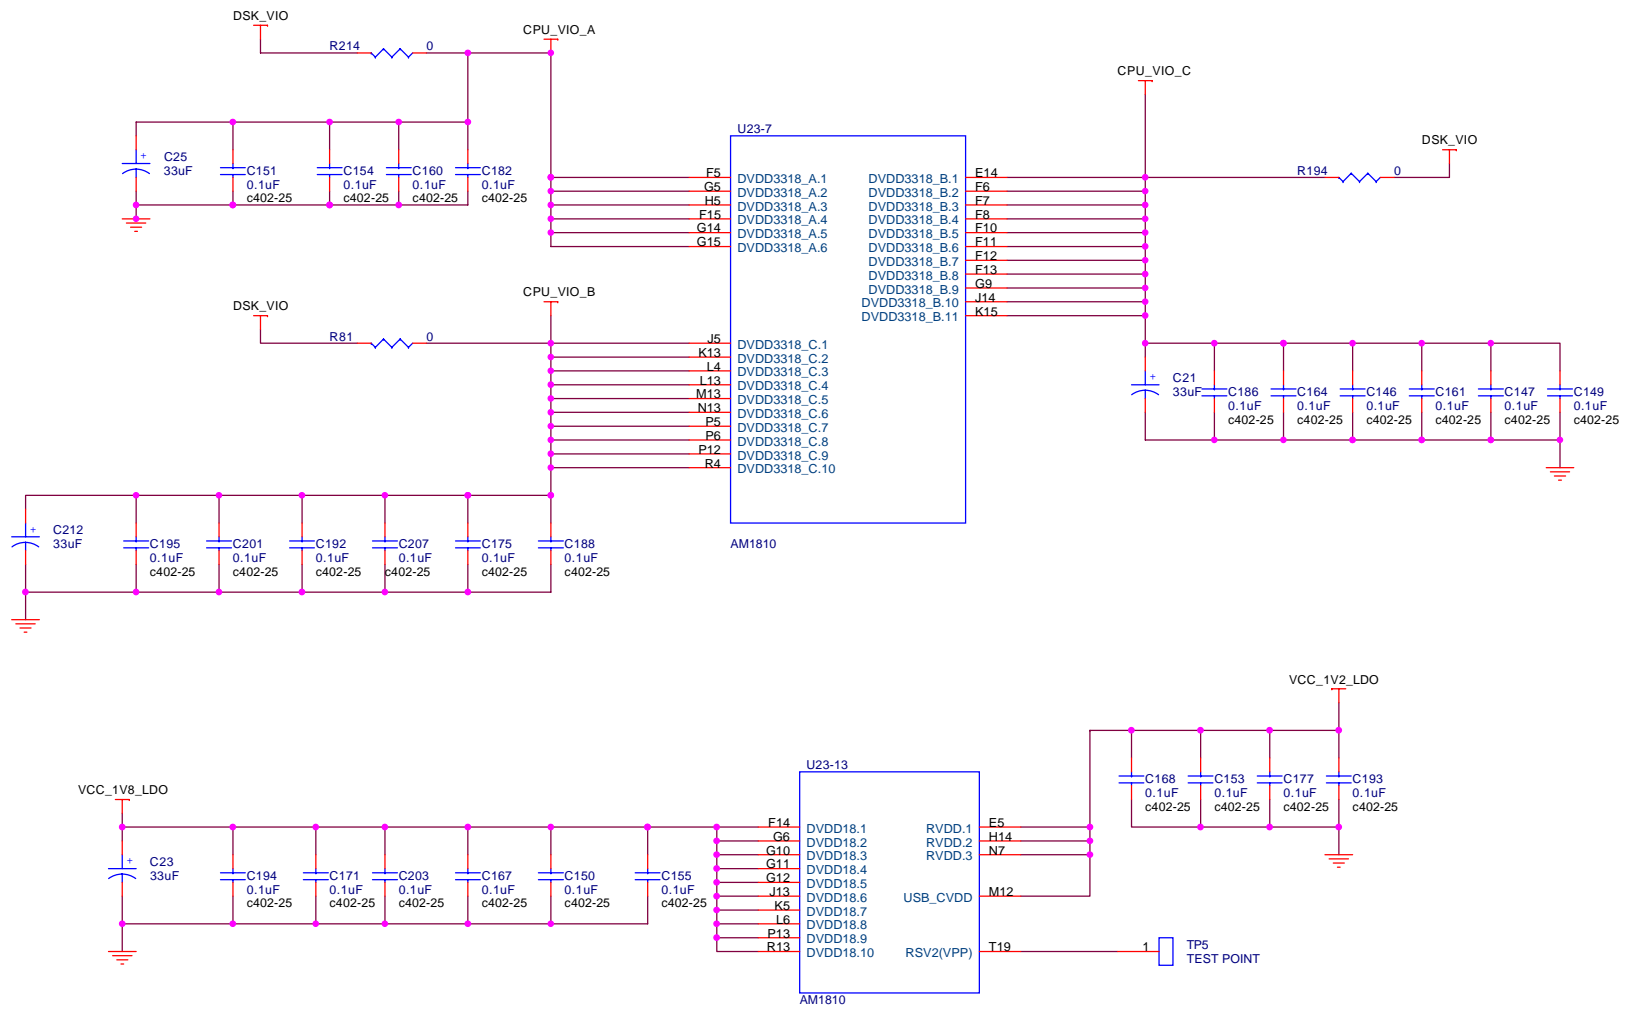 DSK_VIO
R214 0
CPU_VIO_A
C25
33uF
C151
0.1uF
c402-25
C154
0.1uF
c402-25
C160
0.1uF
c402-25
C182
0.1uF
c402-25
DSK_VIO
R81 0
CPU_VIO_B
C212
33uF
C195
0.1uF
c402-25
C201
0.1uF
c402-25
C192
0.1uF
c402-25
C207
0.1uF
c402-25
C175
0.1uF
c402-25
C188
0.1uF
c402-25
U23-7
F5 DVDD3318_A.1
G5 DVDD3318_A.2
H5 DVDD3318_A.3
F15 DVDD3318_A.4
G14 DVDD3318_A.5
G15 DVDD3318_A.6
J5 DVDD3318_C.1
K13 DVDD3318_C.2
L4 DVDD3318_C.3
L13 DVDD3318_C.4
M13 DVDD3318_C.5
N13 DVDD3318_C.6
P5 DVDD3318_C.7
P6 DVDD3318_C.8
P12 DVDD3318_C.9
R4 DVDD3318_C.10
DVDD3318_B.1 E14
DVDD3318_B.2 F6
DVDD3318_B.3 F7
DVDD3318_B.4 F8
DVDD3318_B.5 F10
DVDD3318_B.6 F11
DVDD3318_B.7 F12
DVDD3318_B.8 F13
DVDD3318_B.9 G9
DVDD3318_B.10 J14
DVDD3318_B.11 K15
AM1810
CPU_VIO_C
DSK_VIO
R194 0
C21
33uF
C186
0.1uF
c402-25
C164
0.1uF
c402-25
C146
0.1uF
c402-25
C161
0.1uF
c402-25
C147
0.1uF
c402-25
C149
0.1uF
c402-25
VCC_1V8_LDO
C23
33uF
C194
0.1uF
c402-25
C171
0.1uF
c402-25
C203
0.1uF
c402-25
C167
0.1uF
c402-25
C150
0.1uF
c402-25
C155
0.1uF
c402-25
U23-13
F14 DVDD18.1
G6 DVDD18.2
G10 DVDD18.3
G11 DVDD18.4
G12 DVDD18.5
J13 DVDD18.6
K5 DVDD18.7
L6 DVDD18.8
P13 DVDD18.9
R13 DVDD18.10
RVDD.1 E5
RVDD.2 H14
RVDD.3 N7
USB_CVDD M12
RSV2(VPP) T19
AM1810
VCC_1V2_LDO
C168
0.1uF
c402-25
C153
0.1uF
c402-25
C177
0.1uF
c402-25
C193
0.1uF
c402-25
1 TP5
TEST POINT